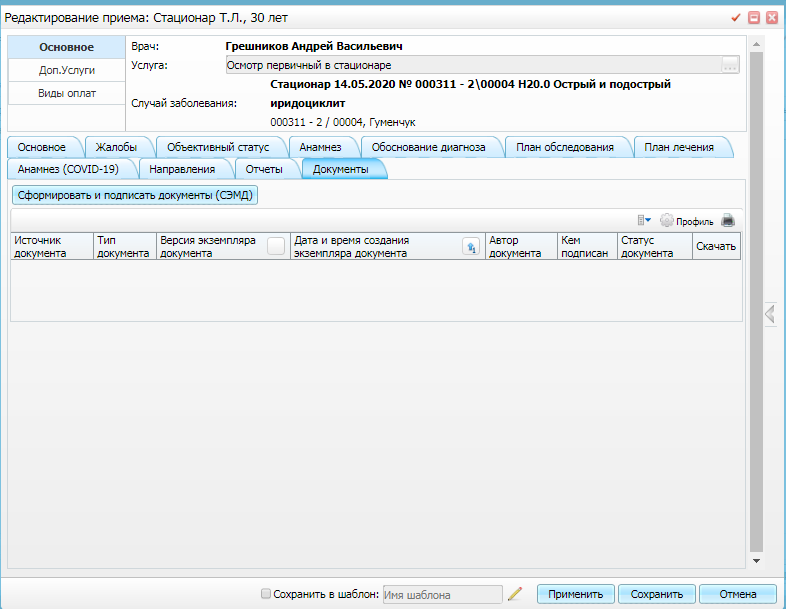 Редактирование приема: Стационар Т.Л., 30 лет
Основное
Доп.Услуги
Виды оплат
Врач: Грешников Андрей Васильевич
Услуга: Осмотр первичный в стационаре ...
Стационар 14.05.2020 № 000311 - 2\00004 H20.0 Острый и подострый
Случай заболевания: иридоциклит
000311 - 2 / 00004, Гуменчук
Основное Жалобы Объективный статус Анамнез Обоснование диагноза План обследования План лечения
Анамнез (COVID-19) Направления Отчеты Документы
Сформировать и подписать документы (СЭМД)
Профиль
Источник документа
Тип документа
Версия экземпляра документа
Дата и время создания экземпляра документа
Автор документа
Кем подписан
Статус документа
Скачать
Сохранить в шаблон: Имя шаблона Применить Сохранить Отмена